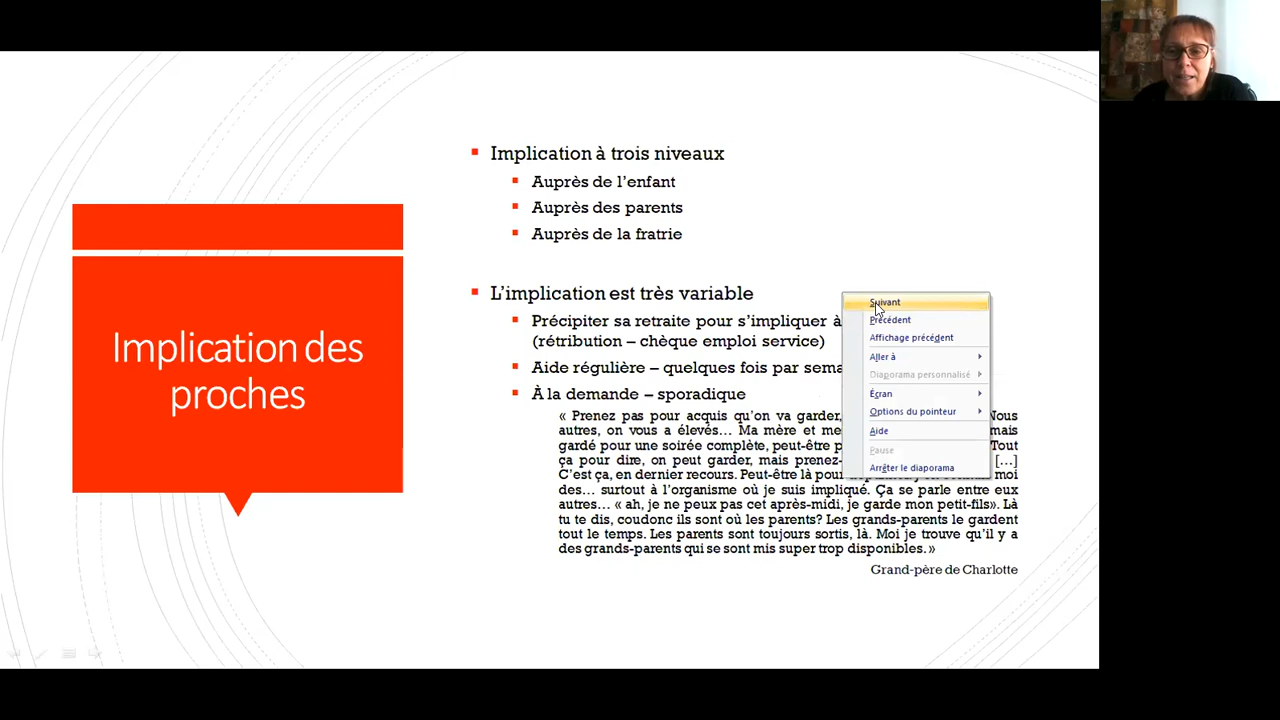 Implication des
proches
Implication à trois niveaux
Auprès de l’enfant
Auprès des parents
Auprès de la fratrie
L’implication est très variable
Précipiter sa retraite pour s’impliquer à
(rétribution – chèque emploi service)
Aide régulière – quelques fois par sema
À la demande – sporadique
« Prenez pas pour acquis qu’on va garder, Nous
autres, on vous a élevés… Ma mère et me mais
gardé pour une soirée complète, peut-être p Tout
ça pour dire, on peut garder, mais prenez- […]
C’est ça, en dernier recours. Peut-être là pour moi
des… surtout à l’organisme où je suis impliqué. Ça se parle entre eux
autres… « ah, je ne peux pas cet après-midi, je garde mon petit-fils». Là
tu te dis, coudonc ils sont où les parents? Les grands-parents le gardent
tout le temps. Les parents sont toujours sortis, là. Moi je trouve qu’il y a
des grands-parents qui se sont mis super trop disponibles. »
Grand-père de Charlotte
Suivant
Précédent
Affichage précédent
Aller à
Diaporama personnalisé
Écran
Options du pointeur
Aide
Pause
Arrêter le diaporama